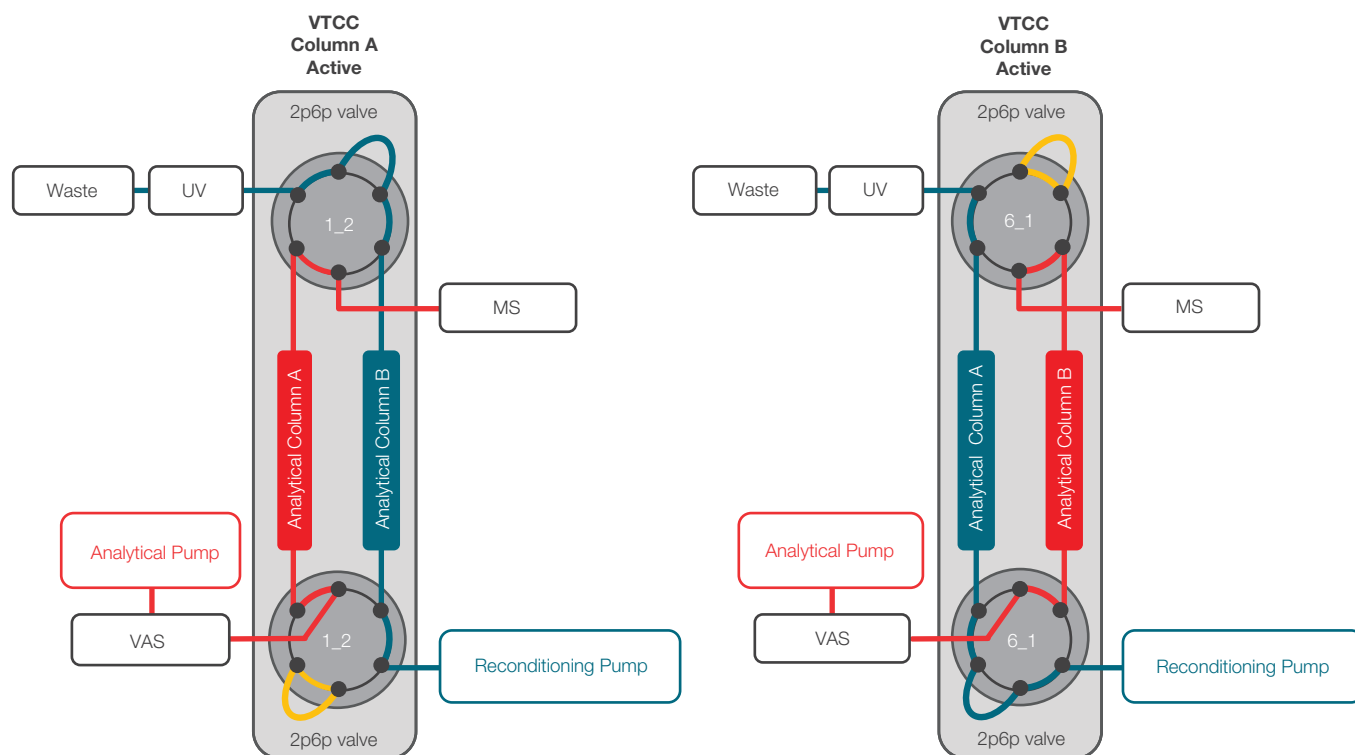 VTCC
Column A
Active
2p6p valve
Waste
UV
1_2
MS
Analytical Column A
Analytical Column B
Analytical Pump
VAS
1_2
Reconditioning Pump
2p6p valve
VTCC
Column B
Active
2p6p valve
Waste
UV
6_1
MS
Analytical Column A
Analytical Column B
Analytical Pump
VAS
6_1
Reconditioning Pump
2p6p valve